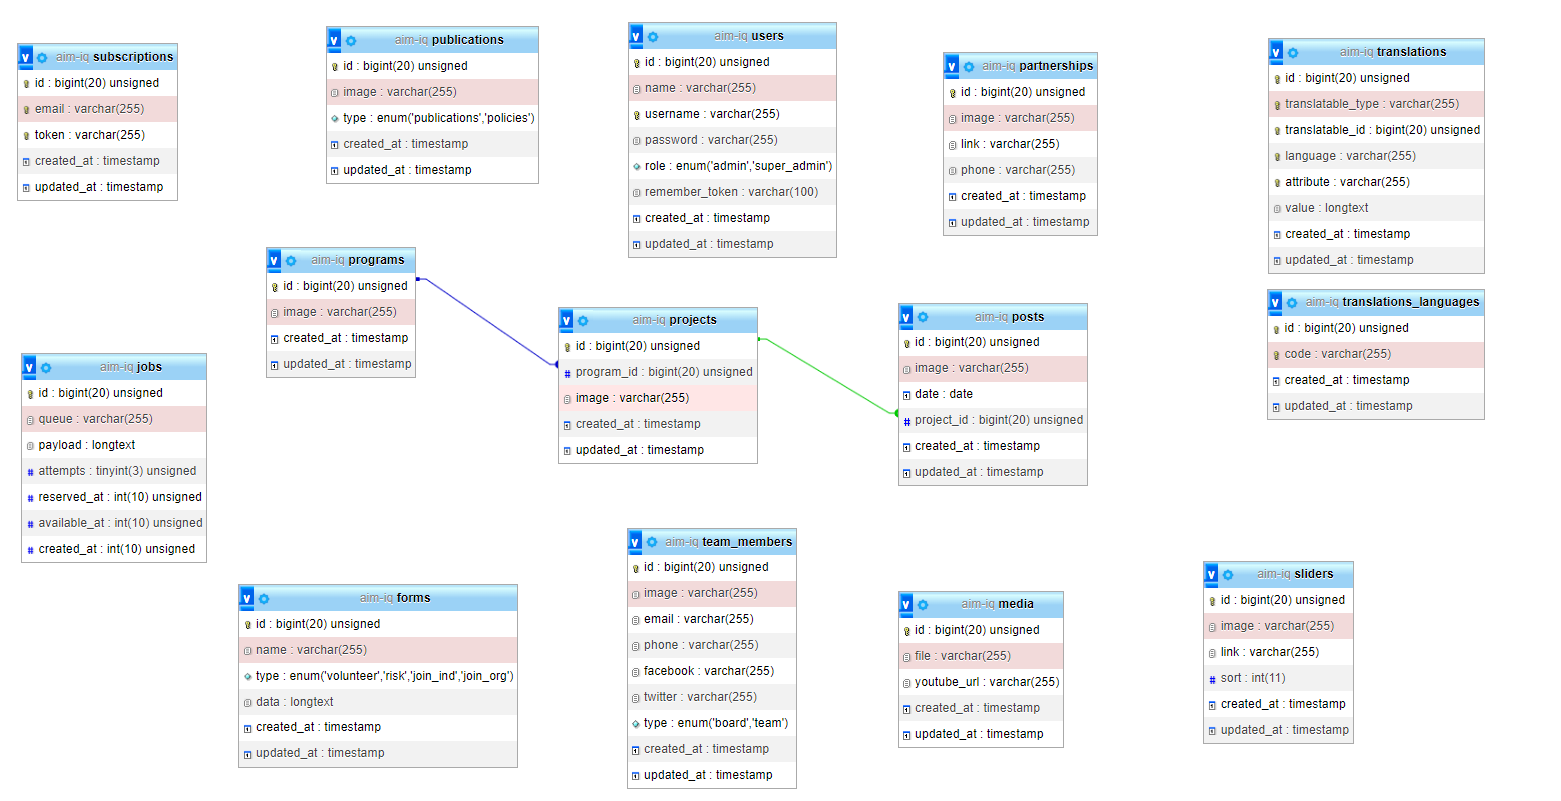 aim-iq subscriptions
id : bigint(20) unsigned
email : varchar(255)
token : varchar(255)
created_at : timestamp
updated_at : timestamp
aim-iq publications
id : bigint(20) unsigned
image : varchar(255)
type : enum('publications','policies')
created_at : timestamp
updated_at : timestamp
aim-iq users
id : bigint(20) unsigned
name : varchar(255)
username : varchar(255)
password : varchar(255)
role : enum('admin','super_admin')
remember_token : varchar(100)
created_at : timestamp
updated_at : timestamp
aim-iq partnerships
id : bigint(20) unsigned
image : varchar(255)
link : varchar(255)
phone : varchar(255)
created_at : timestamp
updated_at : timestamp
aim-iq translations
id : bigint(20) unsigned
translatable_type : varchar(255)
translatable_id : bigint(20) unsigned
language : varchar(255)
attribute : varchar(255)
value : longtext
created_at : timestamp
updated_at : timestamp
aim-iq programs
id : bigint(20) unsigned
image : varchar(255)
created_at : timestamp
updated_at : timestamp
aim-iq projects
id : bigint(20) unsigned
program_id : bigint(20) unsigned
image : varchar(255)
created_at : timestamp
updated_at : timestamp
aim-iq posts
id : bigint(20) unsigned
image : varchar(255)
date : date
project_id : bigint(20) unsigned
created_at : timestamp
updated_at : timestamp
aim-iq translations_languages
id : bigint(20) unsigned
code : varchar(255)
created_at : timestamp
updated_at : timestamp
aim-iq jobs
id : bigint(20) unsigned
queue : varchar(255)
payload : longtext
attempts : tinyint(3) unsigned
reserved_at : int(10) unsigned
available_at : int(10) unsigned
created_at : int(10) unsigned
aim-iq forms
id : bigint(20) unsigned
name : varchar(255)
type : enum('volunteer','risk','join_ind','join_org')
data : longtext
created_at : timestamp
updated_at : timestamp
aim-iq team_members
id : bigint(20) unsigned
image : varchar(255)
email : varchar(255)
phone : varchar(255)
facebook : varchar(255)
twitter : varchar(255)
type : enum('board','team')
created_at : timestamp
updated_at : timestamp
aim-iq media
id : bigint(20) unsigned
file : varchar(255)
youtube_url : varchar(255)
created_at : timestamp
updated_at : timestamp
aim-iq sliders
id : bigint(20) unsigned
image : varchar(255)
link : varchar(255)
sort : int(11)
created_at : timestamp
updated_at : timestamp